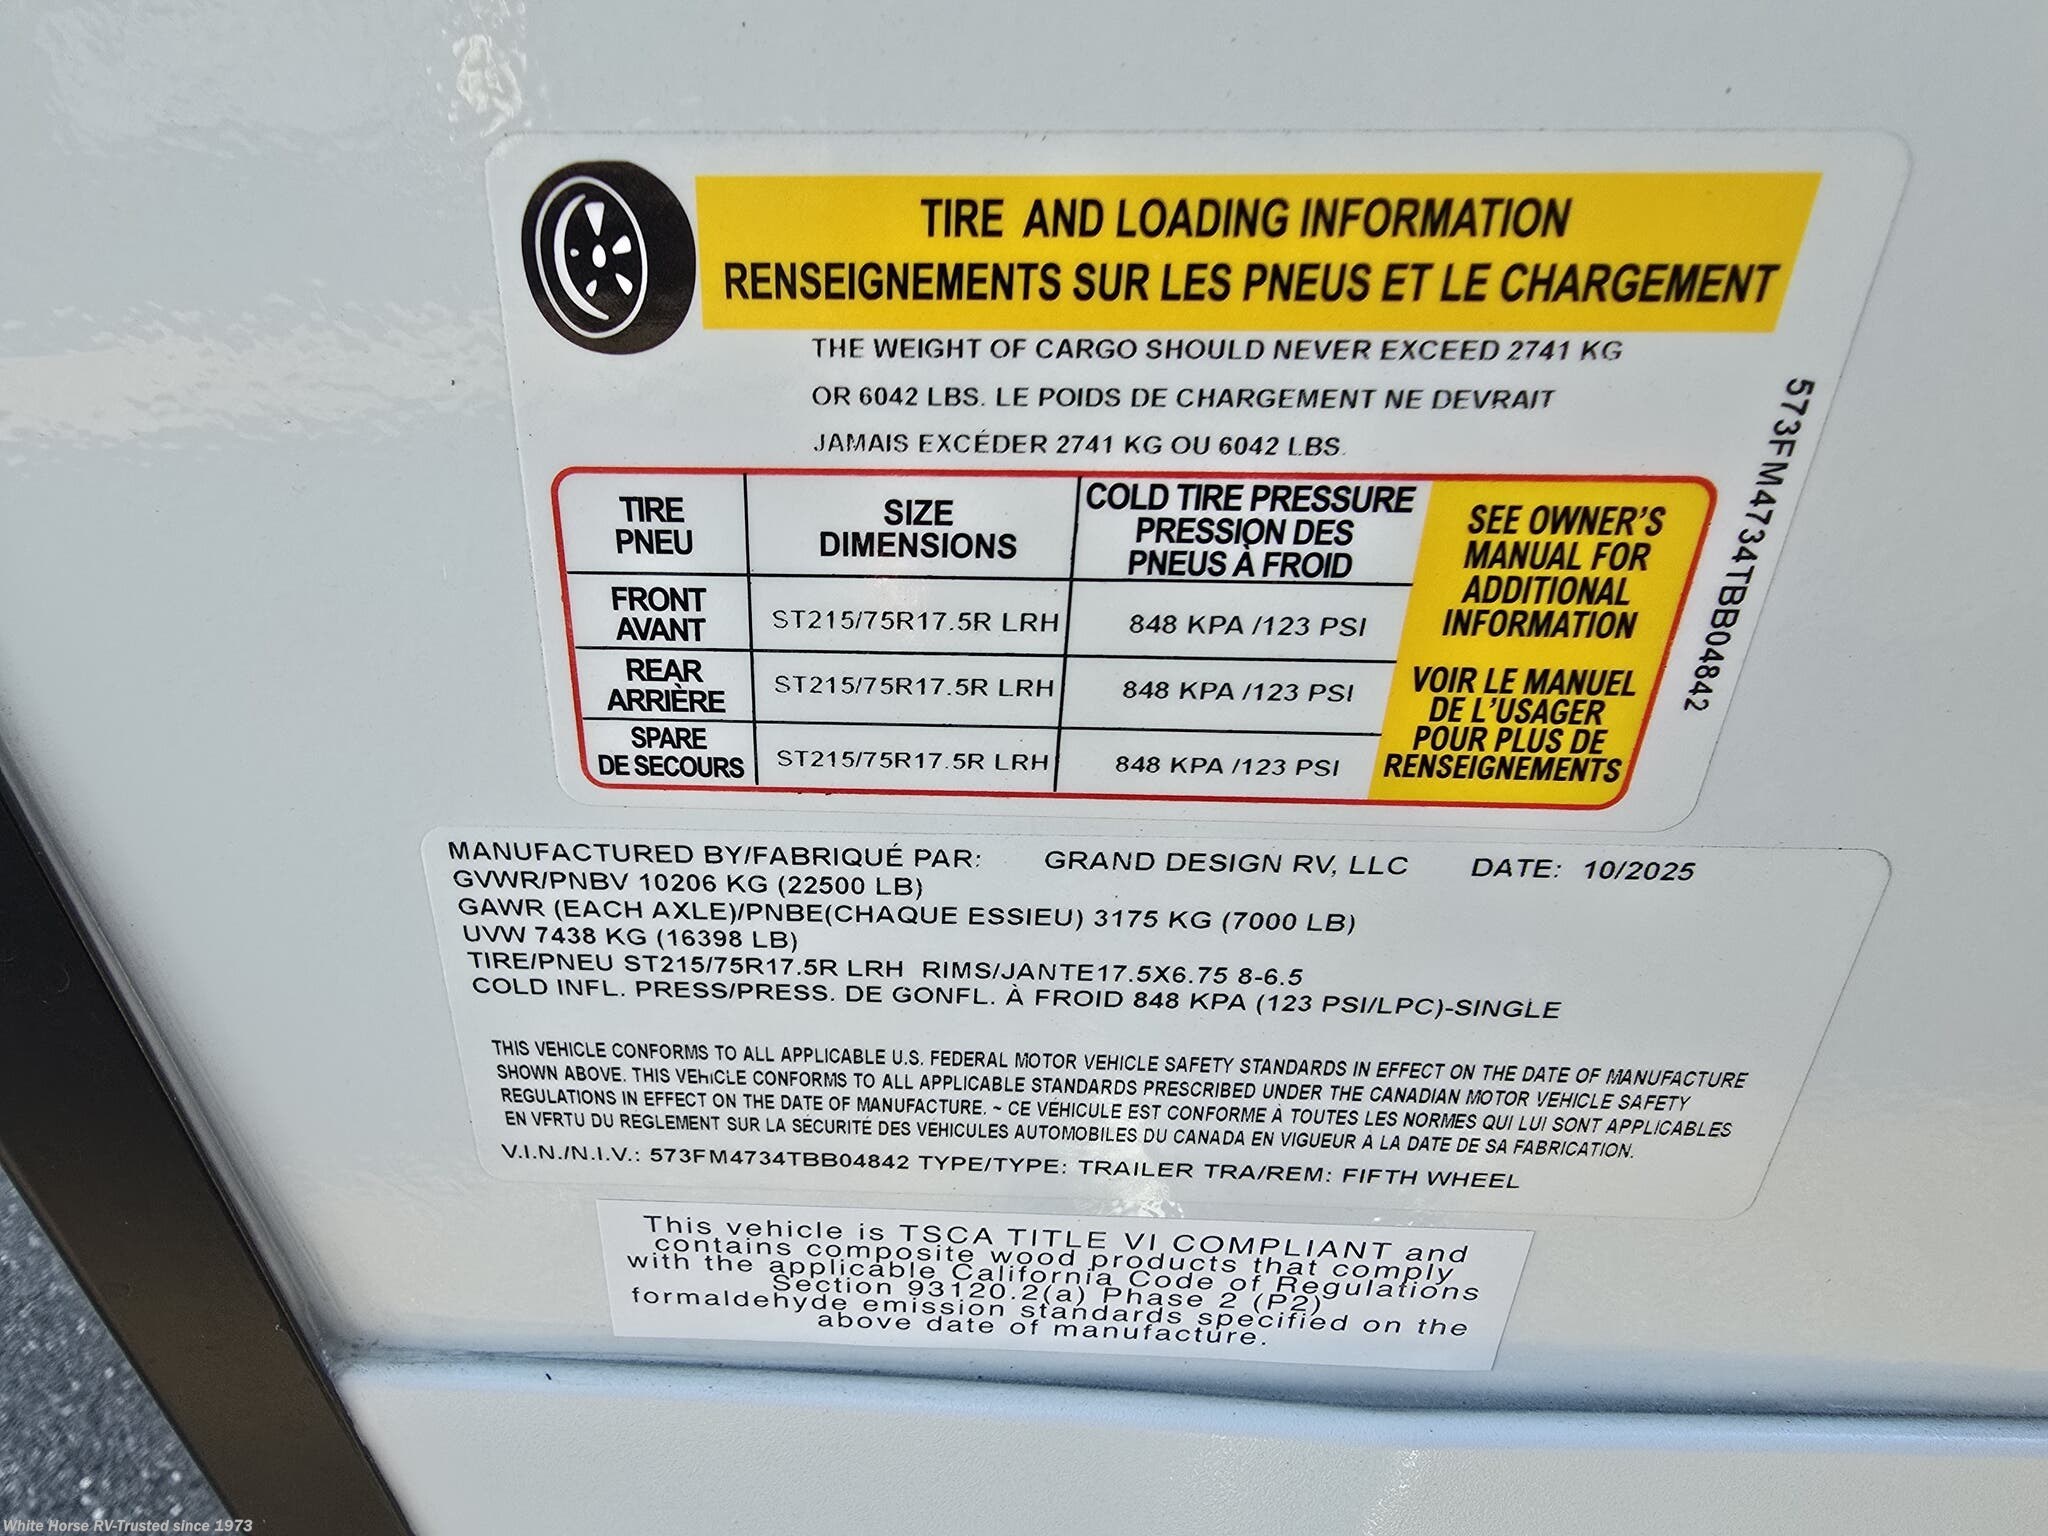 TIRE AND LOADING INFORMATION
RENSEIGNEMENTS SUR LES PNEUS ET LE CHARGEMENT
THE WEIGHT OF CARGO SHOULD NEVER EXCEED 2741 KG
OR 6042 LBS. LE POIDS DE CHARGEMENT NE DEVRAIT
JAMAIS EXCÉDER 2741 KG OU 6042 LBS.
TIRE
PNEU
SIZE
DIMENSIONS
COLD TIRE PRESSURE
PRESSION DES
PNEUS À FROID
FRONT
AVANT
ST215/75R17.5R LRH
848 KPA /123 PSI
REAR
ARRIÈRE
ST215/75R17.5R LRH
848 KPA /123 PSI
SPARE
DE SECOURS
ST215/75R17.5R LRH
848 KPA /123 PSI
SEE OWNER'S
MANUAL FOR
ADDITIONAL
INFORMATION
VOIR LE MANUEL
DE L'USAGER
POUR PLUS DE
RENSEIGNEMENTS
573FM4734TBB04842
MANUFACTURED BY/FABRIQUÉ PAR: GRAND DESIGN RV, LLC DATE: 10/2025
GVWR/PNBV 10206 KG (22500 LB)
GAWR (EACH AXLE)/PNBE(CHAQUE ESSIEU) 3175 KG (7000 LB)
UVW 7438 KG (16398 LB)
TIRE/PNEU ST215/75R17.5R LRH RIMS/JANTE17.5X6.75 8-6.5
COLD INFL. PRESS/PRESS. DE GONFL. À FROID 848 KPA (123 PSI/LPC)-SINGLE
THIS VEHICLE CONFORMS TO ALL APPLICABLE U.S. FEDERAL MOTOR VEHICLE SAFETY STANDARDS IN EFFECT ON THE DATE OF MANUFACTURE
SHOWN ABOVE. THIS VEHICLE CONFORMS TO ALL APPLICABLE STANDARDS PRESCRIBED UNDER THE CANADIAN MOTOR VEHICLE SAFETY
REGULATIONS IN EFFECT ON THE DATE OF MANUFACTURE. ~ CE VÉHICULE EST CONFORME À TOUTES LES NORMES QUI LUI SONT APPLICABLES
EN VERTU DU RÈGLEMENT SUR LA SÉCURITÉ DES VÉHICULES AUTOMOBILES DU CANADA EN VIGUEUR À LA DATE DE SA FABRICATION.
V.I.N./N.I.V.: 573FM4734TBB04842 TYPE/TYPE: TRAILER TRA/REM: FIFTH WHEEL
This vehicle is TSCA TITLE VI COMPLIANT and
contains composite wood products that comply
with the applicable California Code of Regulations
Section 93120.2(a) Phase 2 (P2)
formaldehyde emission standards specified on the
above date of manufacture.
White Horse RV-Trusted since 1973